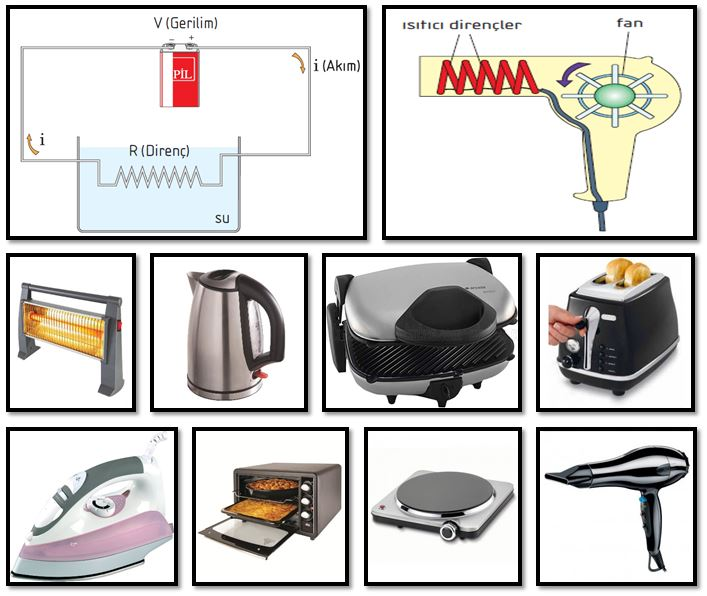 V (Gerilim)
– +
PİL
i (Akım)
i
R (Direnç)
su
ısıtıcı dirençler
fan